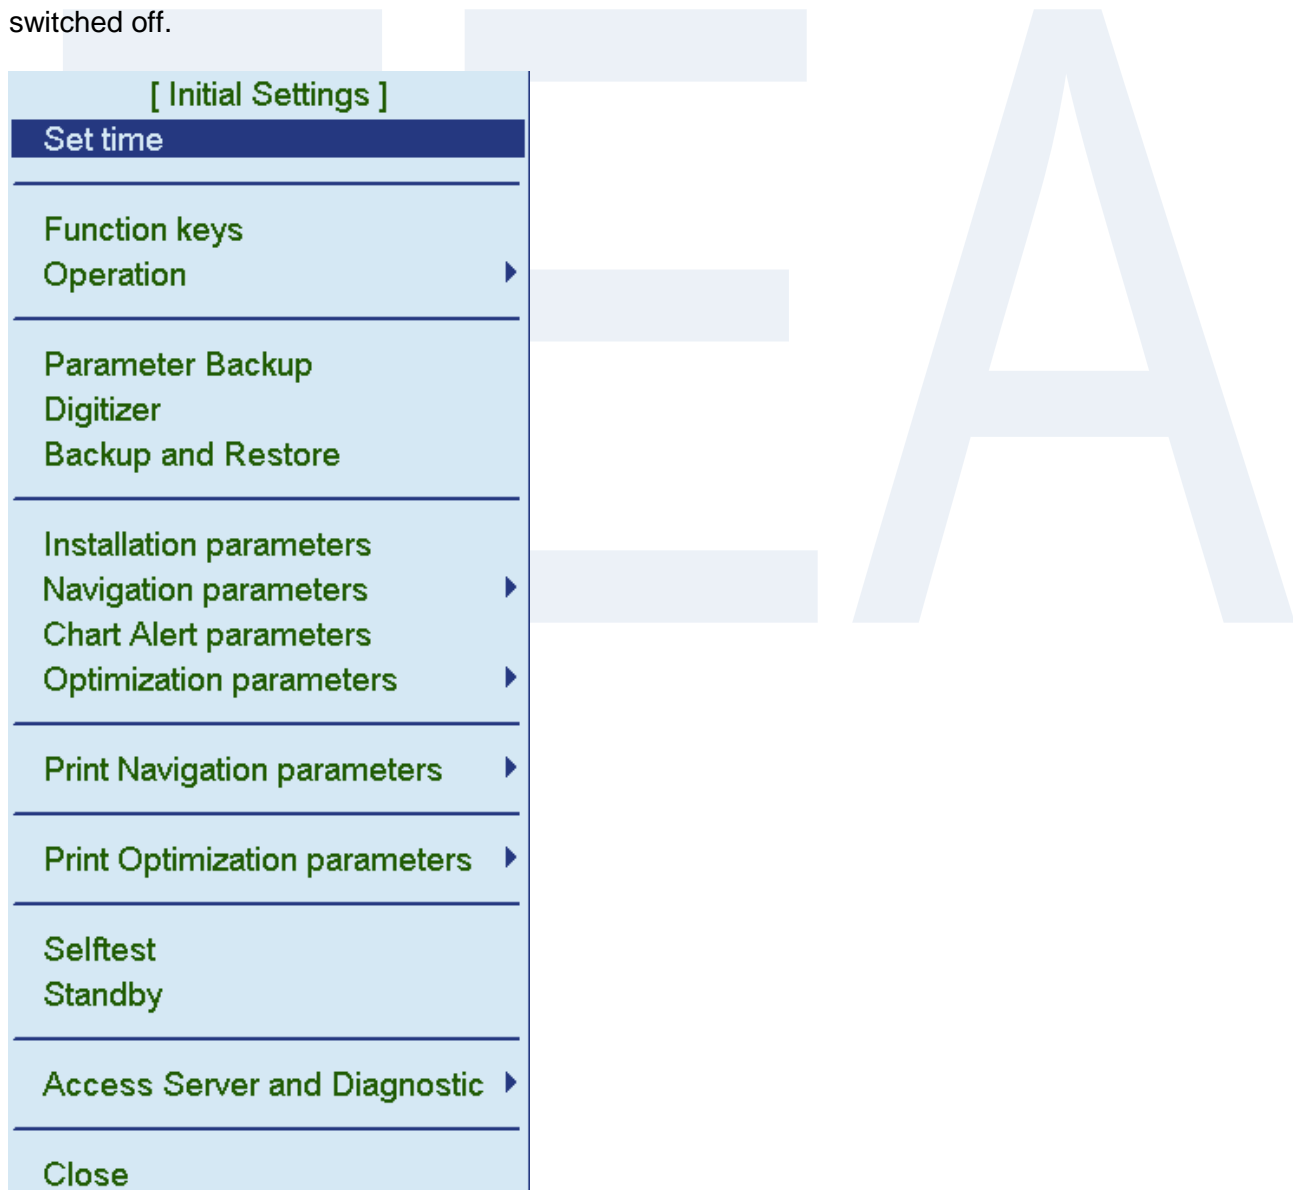 switched off.
[ Initial Settings ]
Set time
Function keys
Operation
Parameter Backup
Digitizer
Backup and Restore
Installation parameters
Navigation parameters
Chart Alert parameters
Optimization parameters
Print Navigation parameters
Print Optimization parameters
Selftest
Standby
Access Server and Diagnostic
Close
EA